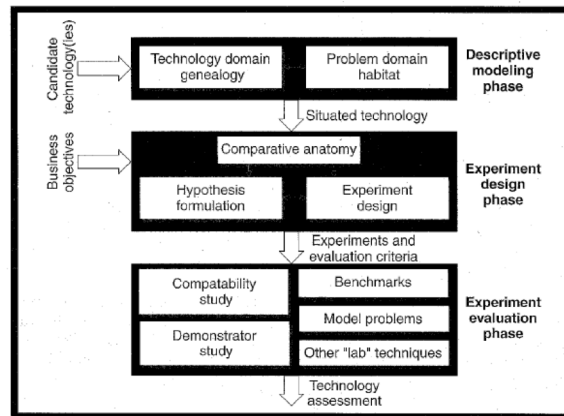 Candidate
technology(ies)
Technology domain
genealogy
Problem domain
habitat
Descriptive
modeling
phase
Situated technology
Business
objectives
Comparative anatomy
Hypothesis
formulation
Experiment
design
Experiment
design
phase
Experiments and
evaluation criteria
Compatability
study
Demonstrator
study
Benchmarks
Model problems
Other "lab" techniques
Experiment
evaluation
phase
Technology
assessment